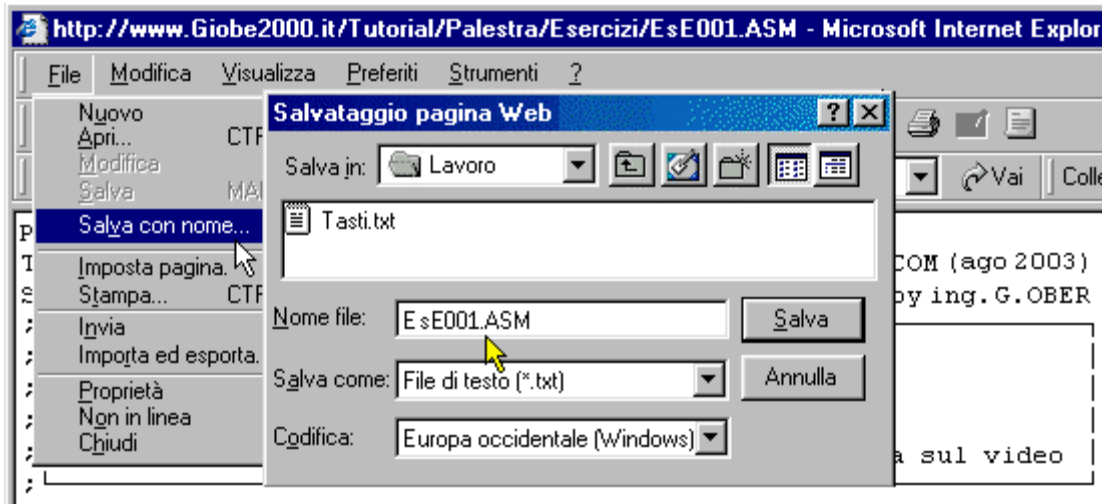 http://www.Giobe2000.it/Tutorial/Palestra/Esercizi/EsE001.ASM - Microsoft Internet Explor
File Modifica Visualizza Preferiti Strumenti ?
Nuovo
Apri... CTR
Modifica
Salva MAI
Salva con nome...
Imposta pagina.
Stampa... CTR
Invia
Importa ed esporta.
Proprietà
Non in linea
Chiudi
Salvataggio pagina Web
Salva in: Lavoro
Tasti.txt
Nome file: EsE001.ASM Salva
Salva come: File di testo (*.txt) Annulla
Codifica: Europa occidentale (Windows)
Vai Colle
COM (ago 2003)
by ing.G.OBER
a sul video